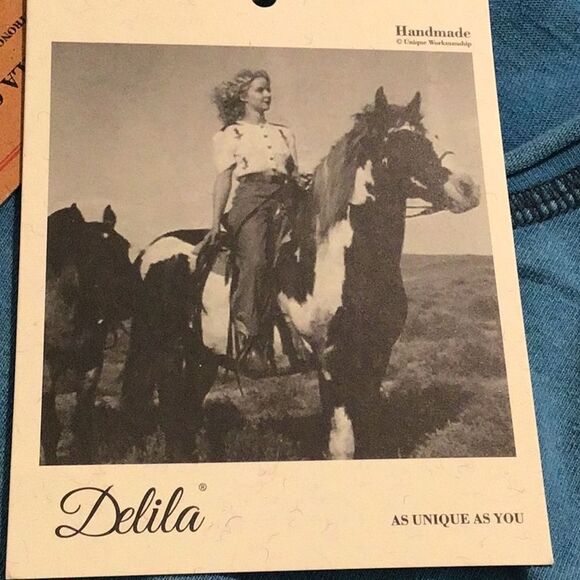 Handmade
© Unique Workmanship
Delila®
AS UNIQUE AS YOU